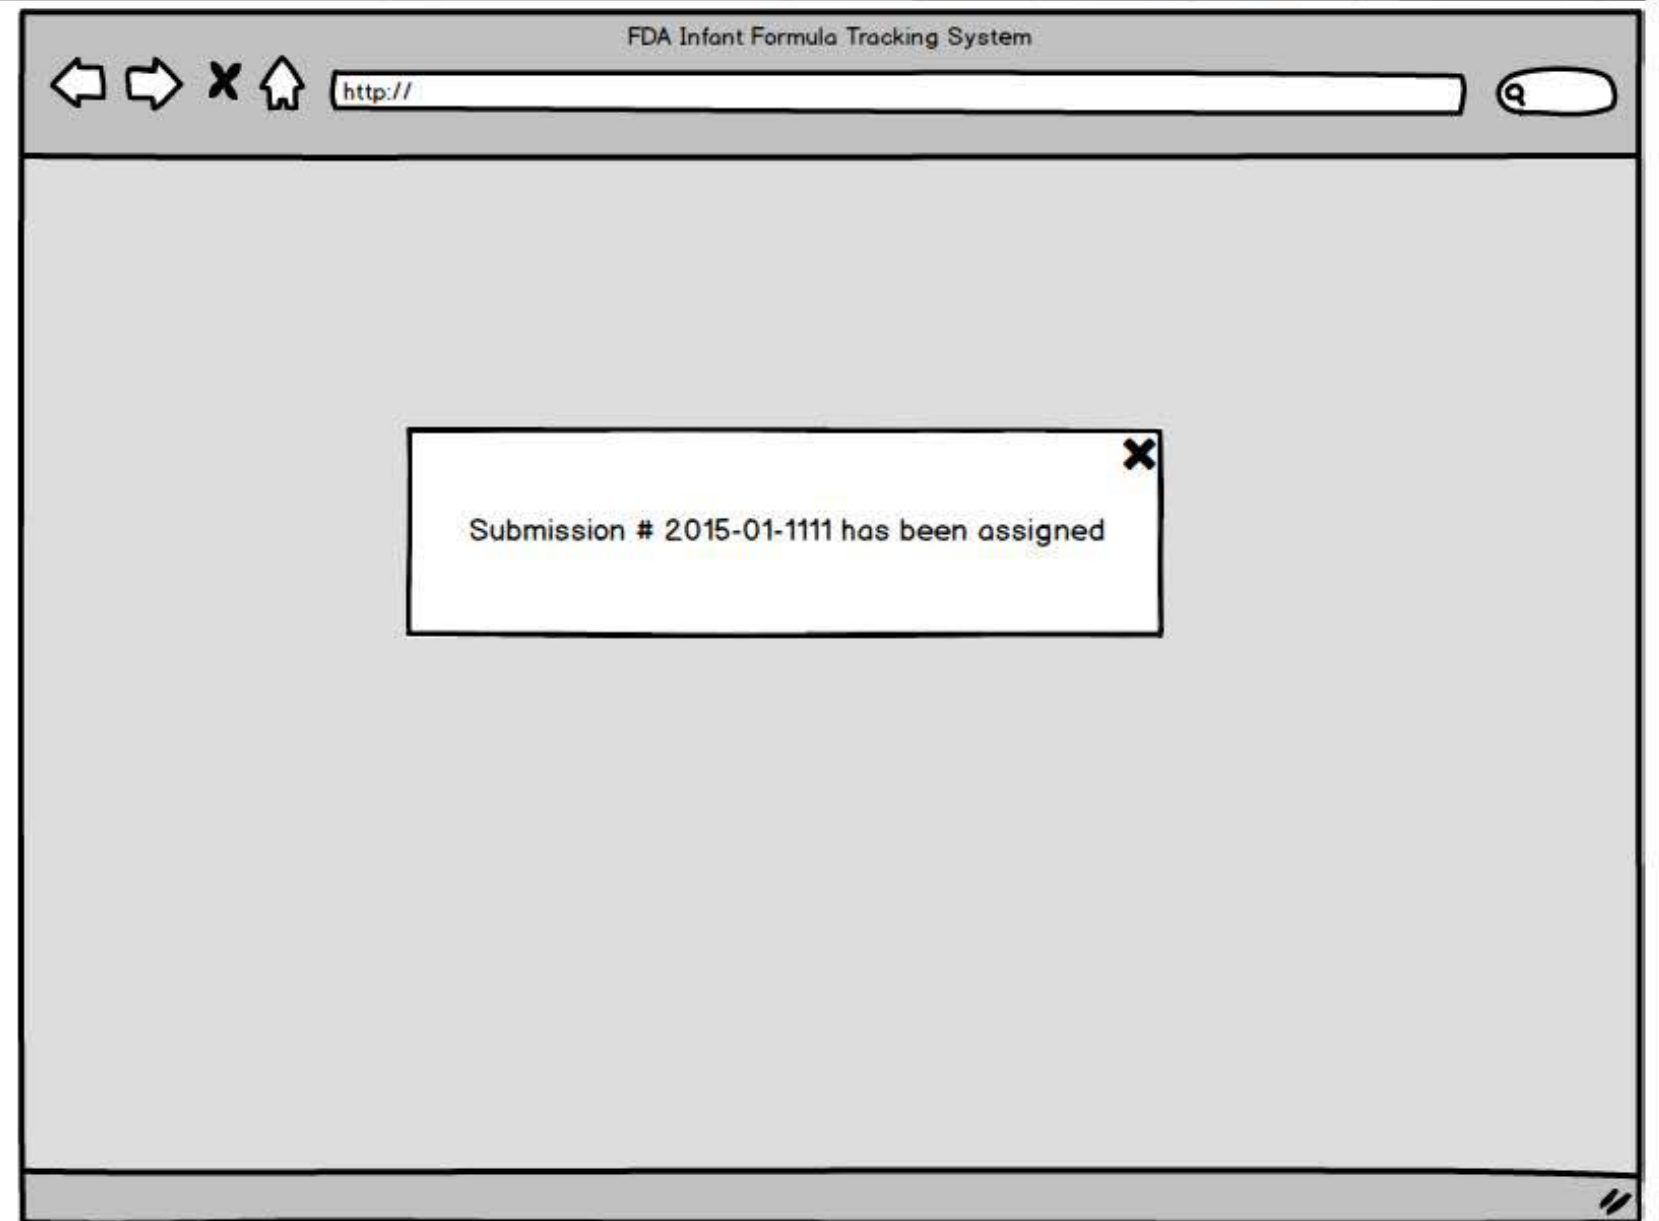 FDA Infant Formula Tracking System
http://
Submission # 2015-01-1111 has been assigned